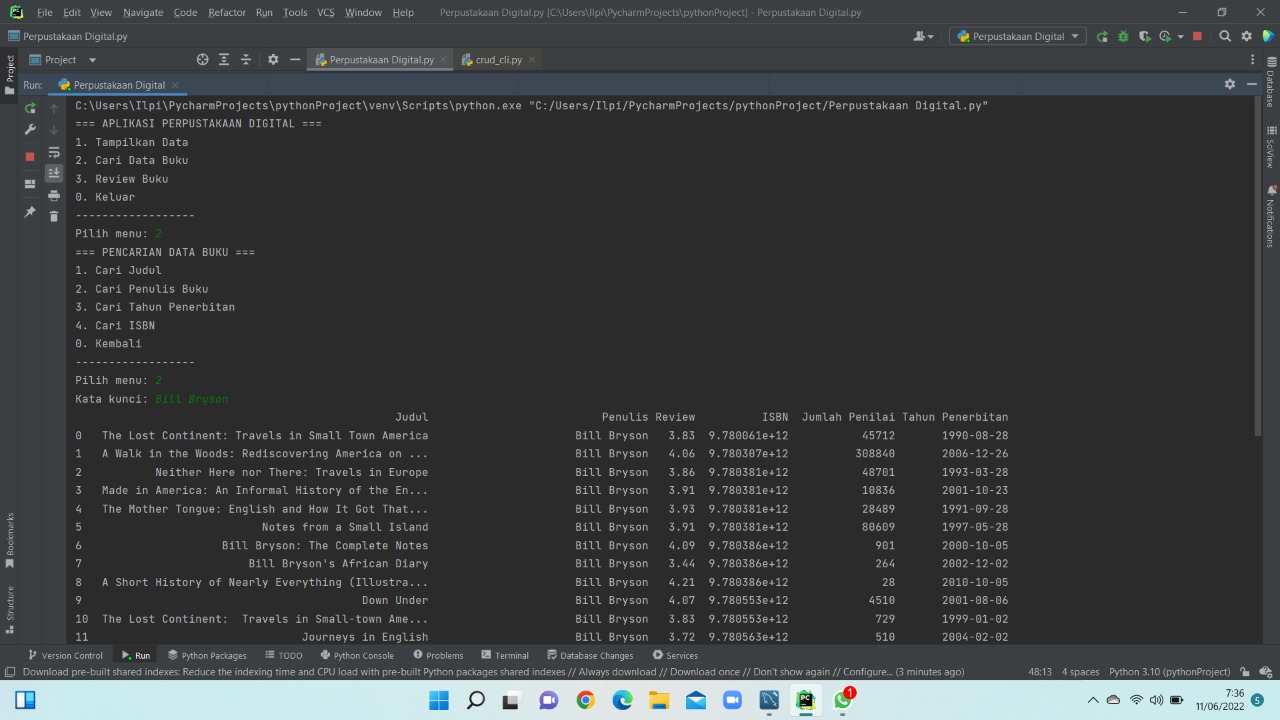 File Edit View Navigate Code Refactor Run Tools VCS Window Help Perpustakaan Digital.py [C:\Users\Ilpi\PycharmProjects\pythonProject] - Perpustakaan Digital.py
Perpustakaan Digital.py Perpustakaan Digital
Project Project Perpustakaan Digital.py crud_cli.py
Run: Perpustakaan Digital
C:\Users\Ilpi\PycharmProjects\pythonProject\venv\Scripts\python.exe "C:/Users/Ilpi/PycharmProjects/pythonProject/Perpustakaan Digital.py"
=== APLIKASI PERPUSTAKAAN DIGITAL ===
1. Tampilkan Data
2. Cari Data Buku
3. Review Buku
0. Keluar
------------------
Pilih menu: 2
=== PENCARIAN DATA BUKU ===
1. Cari Judul
2. Cari Penulis Buku
3. Cari Tahun Penerbitan
4. Cari ISBN
0. Kembali
------------------
Pilih menu: 2
Kata kunci: Bill Bryson
Judul Penulis Review ISBN Jumlah Penilai Tahun Penerbitan
0 The Lost Continent: Travels in Small Town America Bill Bryson 3.83 9.780061e+12 45712 1990-08-28
1 A Walk in the Woods: Rediscovering America on ... Bill Bryson 4.06 9.780307e+12 308840 2006-12-26
2 Neither Here nor There: Travels in Europe Bill Bryson 3.86 9.780381e+12 48701 1993-03-28
3 Made in America: An Informal History of the En... Bill Bryson 3.91 9.780381e+12 10836 2001-10-23
4 The Mother Tongue: English and How It Got That... Bill Bryson 3.93 9.780381e+12 28489 1991-09-28
5 Notes from a Small Island Bill Bryson 3.91 9.780381e+12 80609 1997-05-28
6 Bill Bryson: The Complete Notes Bill Bryson 4.09 9.780386e+12 901 2000-10-05
7 Bill Bryson's African Diary Bill Bryson 3.44 9.780386e+12 264 2002-12-02
8 A Short History of Nearly Everything (Illustra... Bill Bryson 4.21 9.780386e+12 28 2010-10-05
9 Down Under Bill Bryson 4.07 9.780553e+12 4510 2001-08-06
10 The Lost Continent:  Travels in Small-town Ame... Bill Bryson 3.83 9.780553e+12 729 1999-01-02
11 Journeys in English Bill Bryson 3.72 9.780563e+12 510 2004-02-02
Database
SciView
Notifications
Bookmarks
Structure
Version Control Run Python Packages TODO Python Console Problems Terminal Database Changes Services
Download pre-built shared indexes: Reduce the indexing time and CPU load with pre-built Python packages shared indexes // Always download // Download once // Don't show again // Configure... (3 minutes ago) 48:13 4 spaces Python 3.10 (pythonProject)
PC 1 7:36
11/06/2022 5